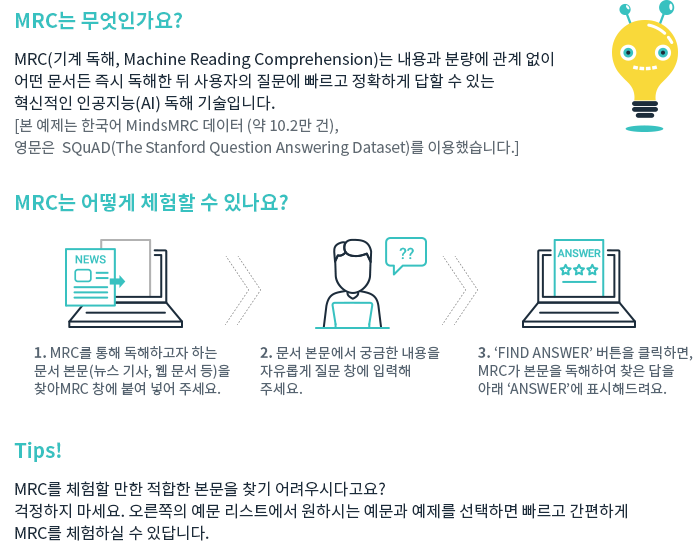 MRC는 무엇인가요?
MRC(기계 독해, Machine Reading Comprehension)는 내용과 분량에 관계 없이
어떤 문서든 즉시 독해한 뒤 사용자의 질문에 빠르고 정확하게 답할 수 있는
혁신적인 인공지능(AI) 독해 기술입니다.
[본 예제는 한국어 MindsMRC 데이터 (약 10.2만 건),
영문은 SQuAD(The Stanford Question Answering Dataset)를 이용했습니다.]
MRC는 어떻게 체험할 수 있나요?
NEWS
??
ANSWER
1. MRC를 통해 독해하고자 하는
문서 본문(뉴스 기사, 웹 문서 등)을
찾아MRC 창에 붙여 넣어 주세요.
2. 문서 본문에서 궁금한 내용을
자유롭게 질문 창에 입력해
주세요.
3. ‘FIND ANSWER’ 버튼을 클릭하면,
MRC가 본문을 독해하여 찾은 답을
아래 ‘ANSWER’에 표시해드려요.
Tips!
MRC를 체험할 만한 적합한 본문을 찾기 어려우시다고요?
걱정하지 마세요. 오른쪽의 예문 리스트에서 원하시는 예문과 예제를 선택하면 빠르고 간편하게
MRC를 체험하실 수 있답니다.